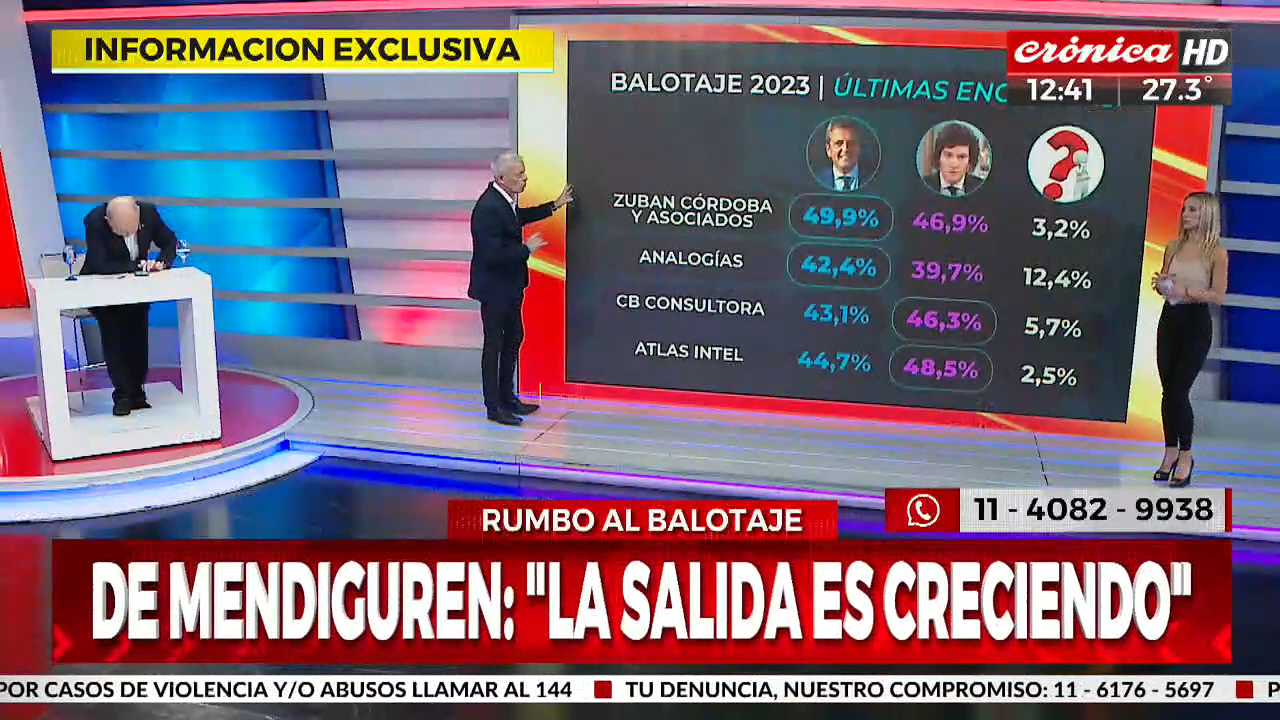 INFORMACION EXCLUSIVA
crónica HD
12:41 27.3°
BALOTAJE 2023 | ÚLTIMAS
ZUBAN CÓRDOBA
Y ASOCIADOS
49,9% 46,9% 3,2%
ANALOGÍAS 42,4% 39,7% 12,4%
CB CONSULTORA 43,1% 46,3% 5,7%
ATLAS INTEL 44,7% 48,5% 2,5%
11 - 4082 - 9938
RUMBO AL BALOTAJE
DE MENDIGUREN: "LA SALIDA ES CRECIENDO"
POR CASOS DE VIOLENCIA Y/O ABUSOS LLAMAR AL 144 TU DENUNCIA, NUESTRO COMPROMISO: 11 - 6176 - 5697